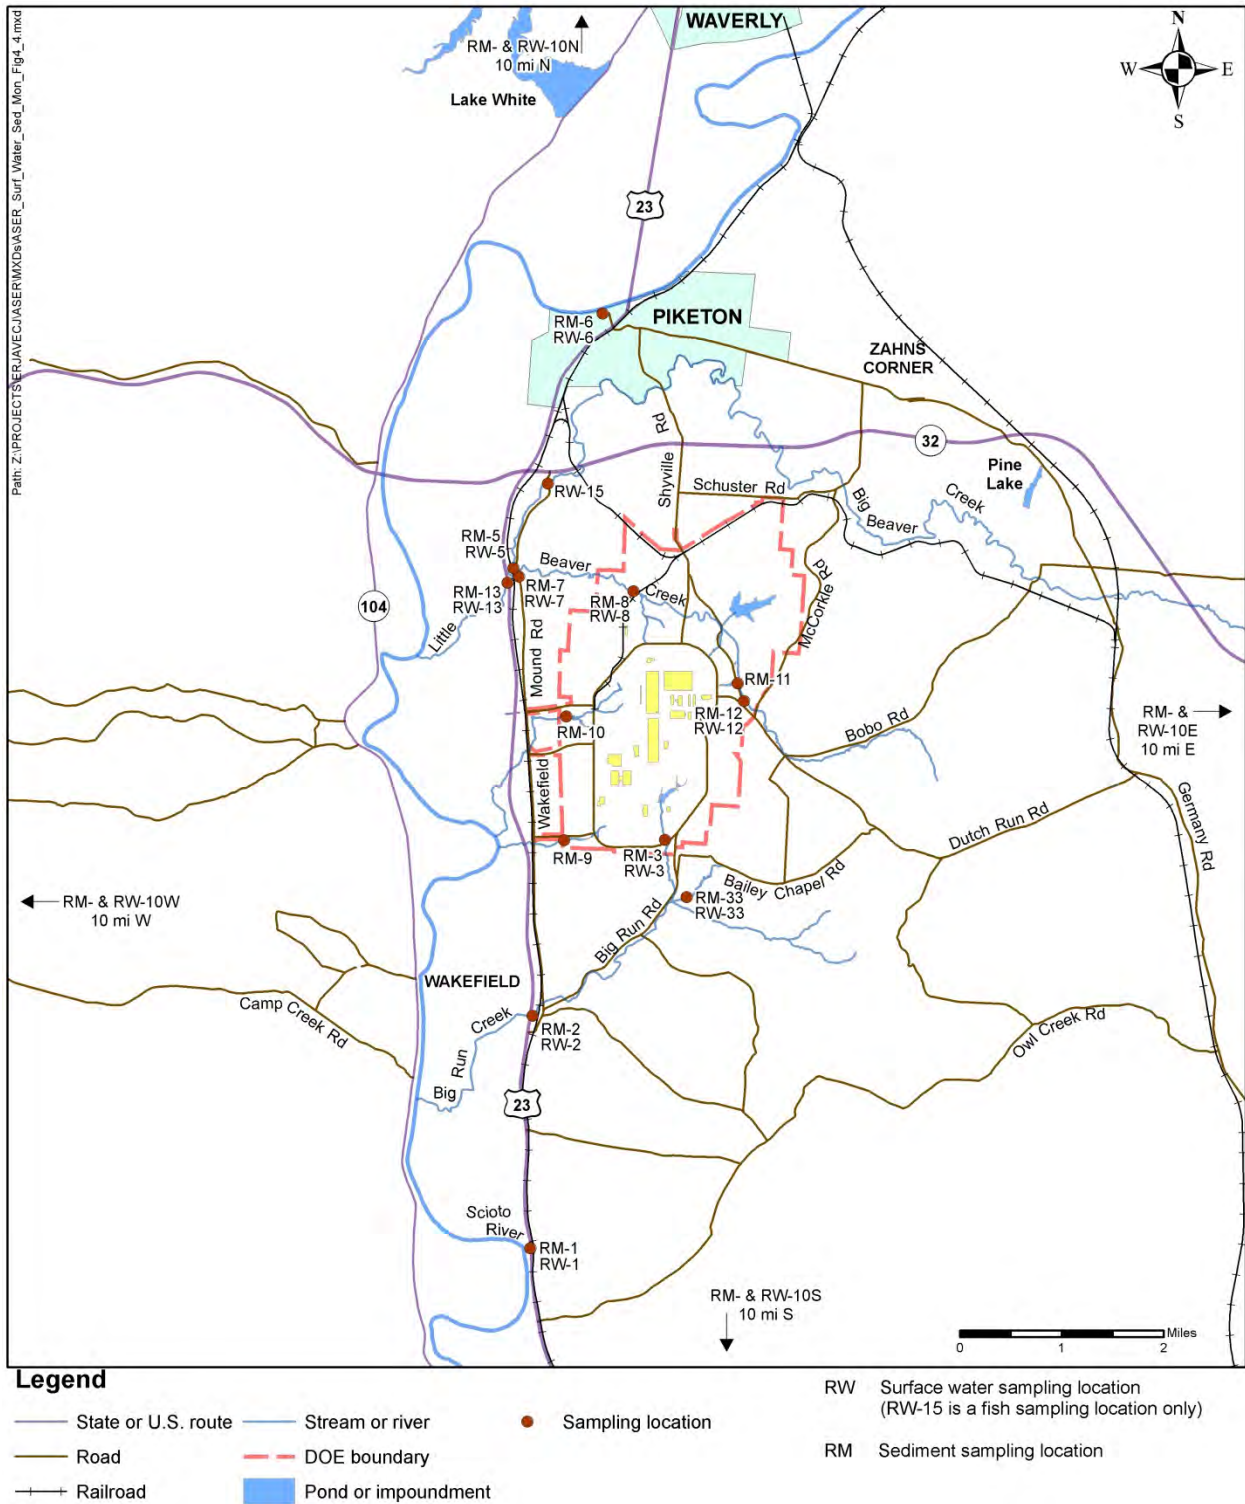 Path: Z:\PROJECTS\ERJAVECJ\ASER\MXDs\ASER_Surf_Water_Sed_Mon_Fig4_4.mxd
WAVERLY
RM- & RW-10N
10 mi N
Lake White
N
W
E
S
23
RM-6
RW-6
PIKETON
ZAHNS
CORNER
32
Pine
Lake
Shyville
Rd
Schuster Rd
Big
Beaver
Creek
RW-15
RM-5
RW-5
Beaver
Creek
RM-7
RW-7
RM-13
RW-13
RM-8
RW-8
McCorkle
Rd
104
Little
Mound Rd
RM-11
RM-12
RW-12
RM-10
Bobo Rd
RM- &
RW-10E
10 mi E
Wakefield
RM-9
RM-3
RW-3
Dutch Run Rd
Germany Rd
Bailey Chapel Rd
RM-33
RW-33
RM- & RW-10W
10 mi W
Big Run Rd
WAKEFIELD
Camp Creek Rd
Creek
Run
Big
RM-2
RW-2
Owl Creek Rd
23
Scioto
River
RM-1
RW-1
RM- & RW-10S
10 mi S
Miles
0 1 2
Legend
State or U.S. route
Stream or river
Sampling location
Road
DOE boundary
Railroad
Pond or impoundment
RW Surface water sampling location
(RW-15 is a fish sampling location only)
RM Sediment sampling location